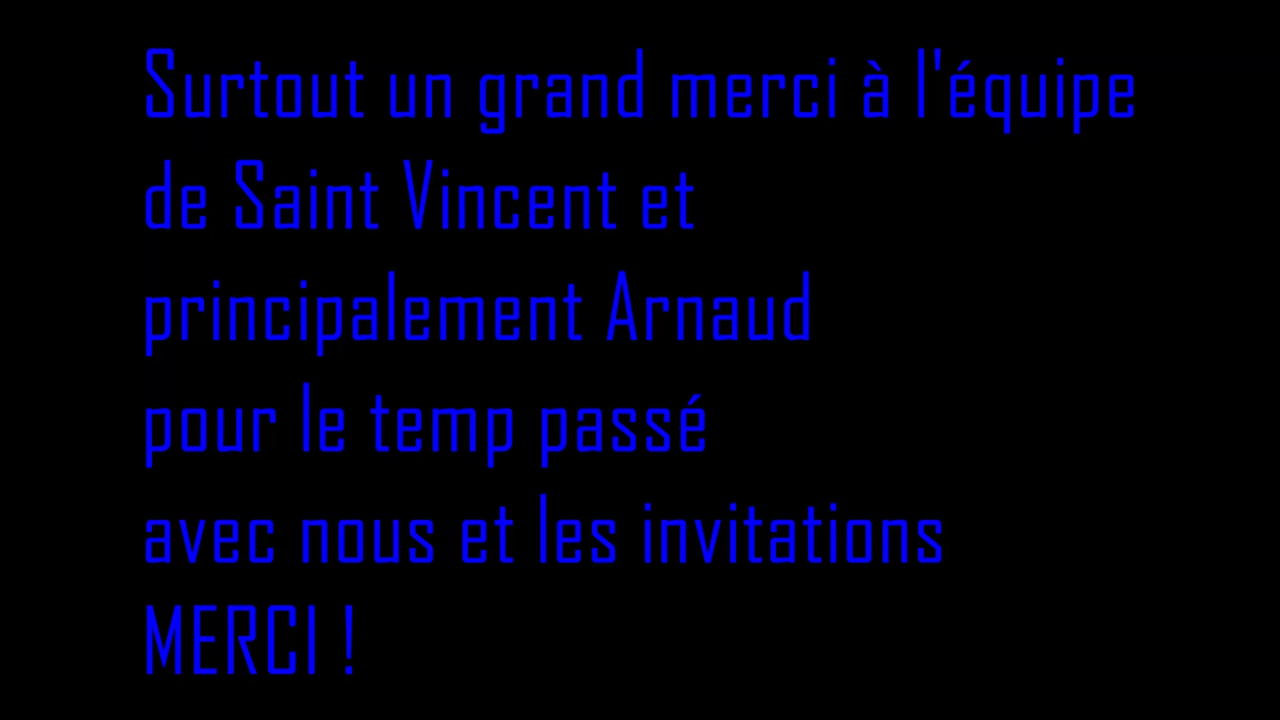 Surtout un grand merci à l'équipe
de Saint Vincent et
principalement Arnaud
pour le temp passé
avec nous et les invitations
MERCI !